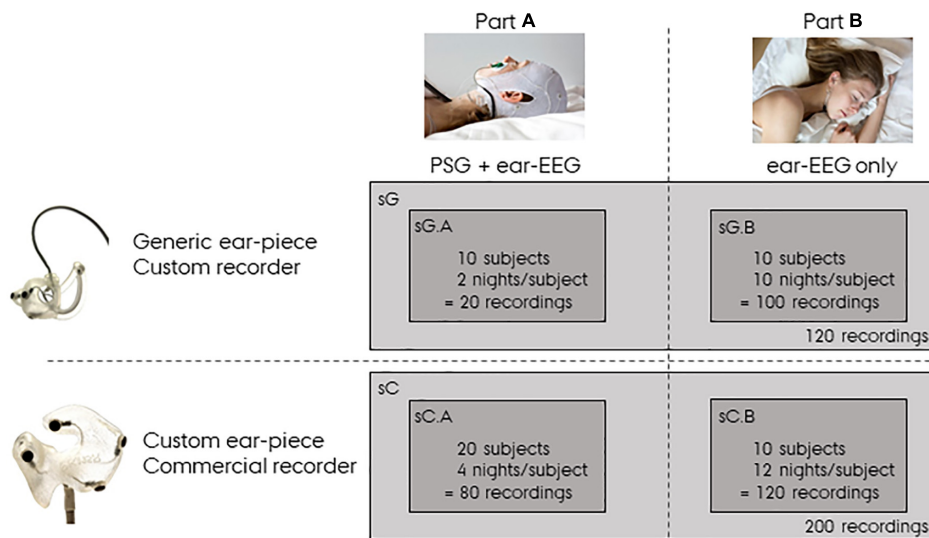 Part A
Part B
PSG + ear-EEG
ear-EEG only
Generic ear-piece
Custom recorder
sG
sG.A
10 subjects
2 nights/subject
= 20 recordings
sG.B
10 subjects
10 nights/subject
= 100 recordings
120 recordings
Custom ear-piece
Commercial recorder
sC
sC.A
20 subjects
4 nights/subject
= 80 recordings
sC.B
10 subjects
12 nights/subject
= 120 recordings
200 recordings